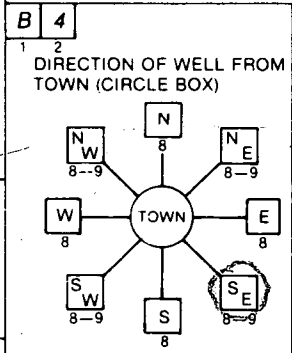 B 4
1 2
DIRECTION OF WELL FROM
TOWN (CIRCLE BOX)
N
8
N W
8--9
N E
8—9
W
8
TOWN
E
8
S W
8—9
S E
8—9
S
8